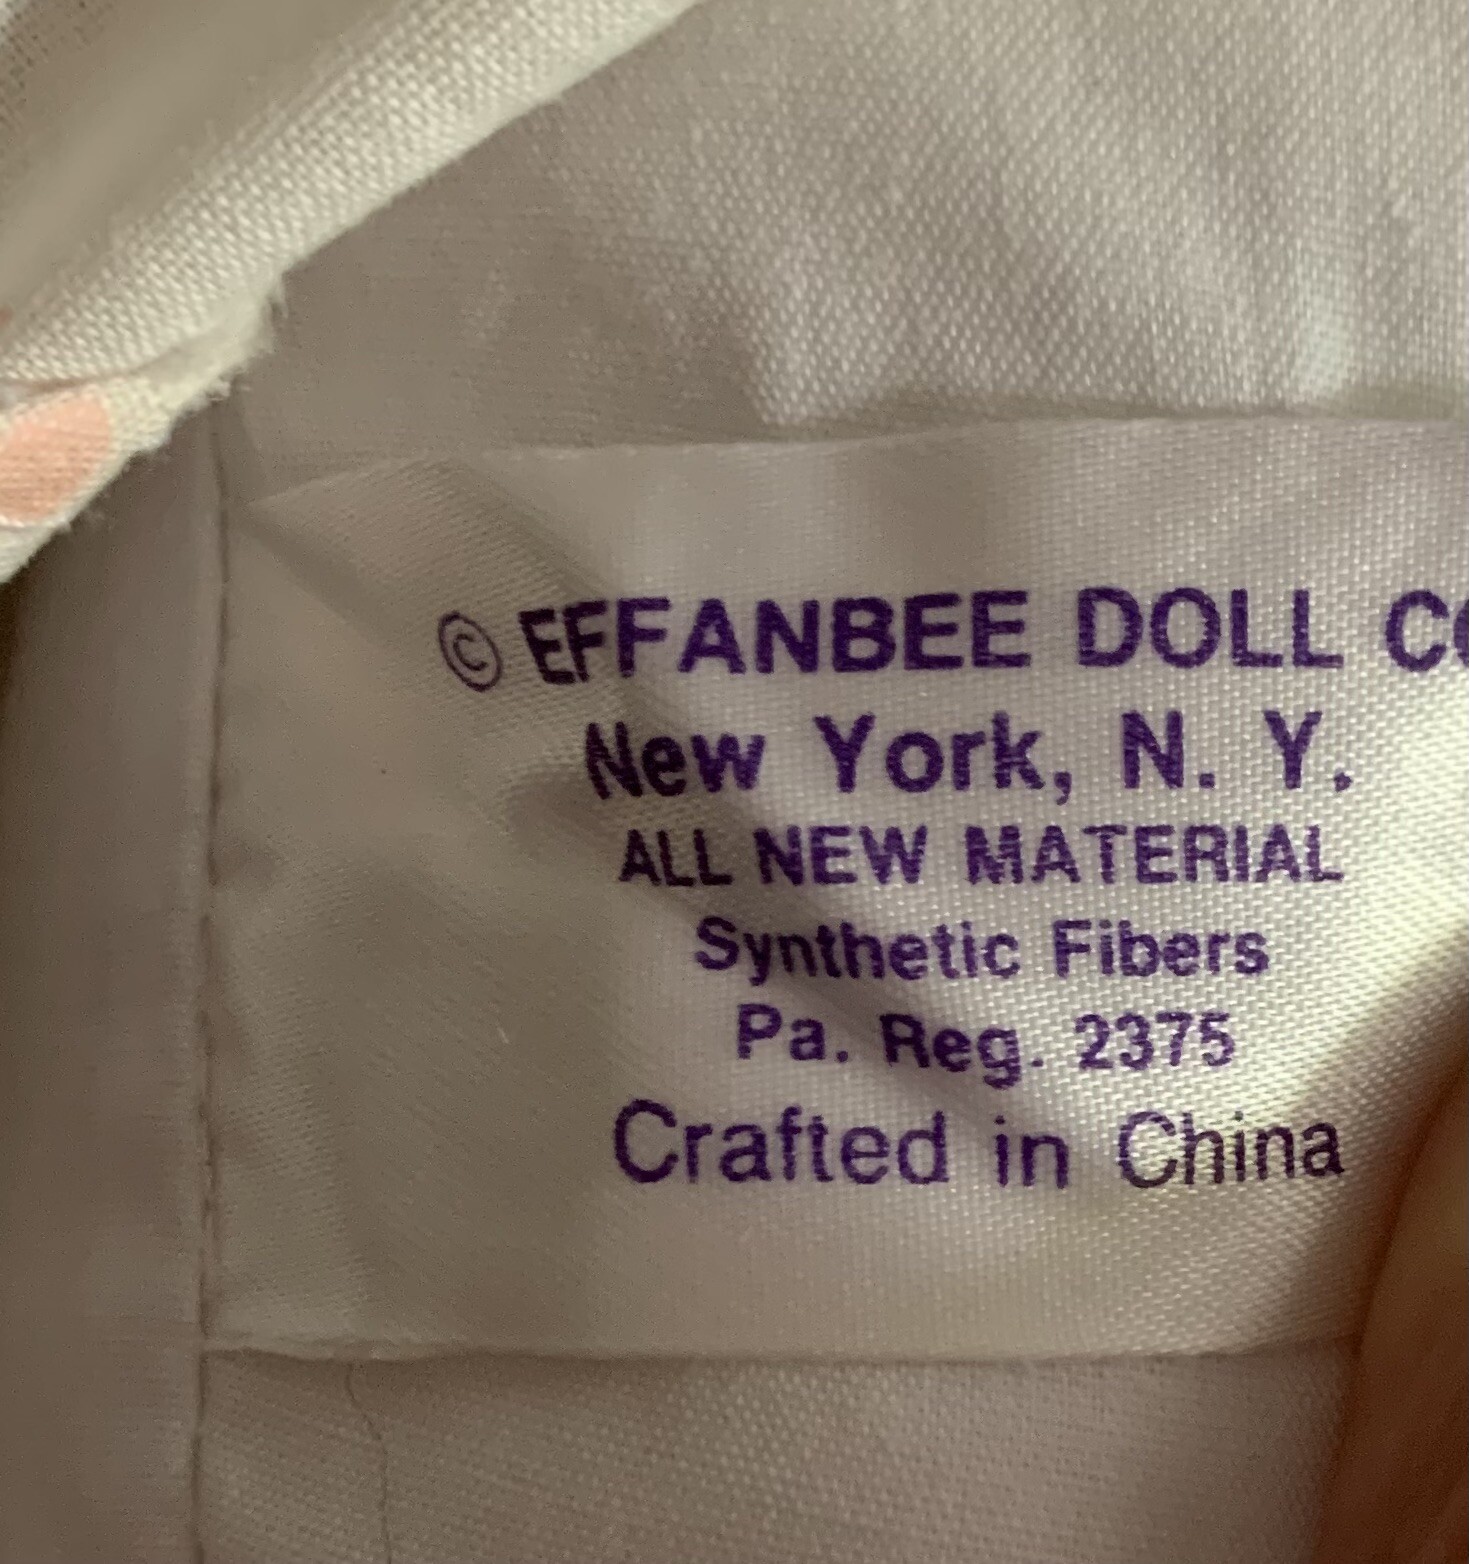 © EFFANBEE DOLL
New York, N. Y.
ALL NEW MATERIAL
Synthetic Fibers
Pa. Reg. 2375
Crafted in China